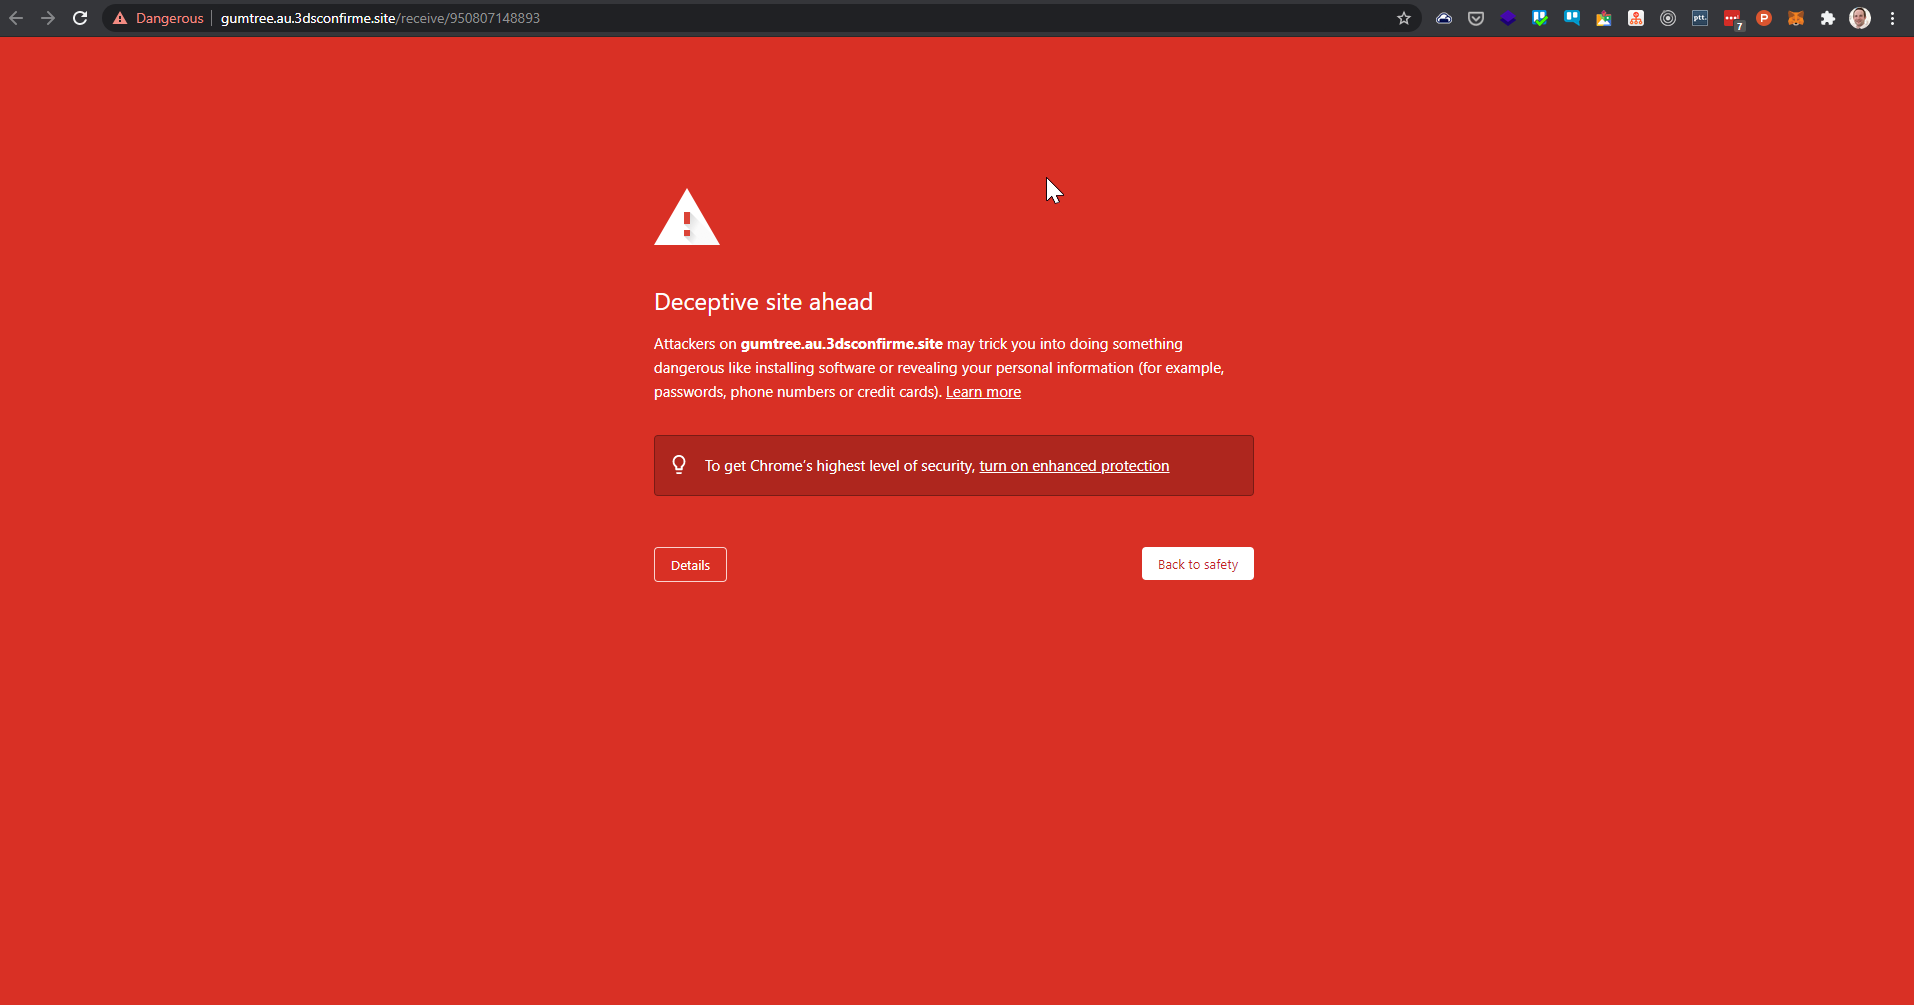 Dangerous gumtree.au.3dsconfirme.site/receive/950807148893
ptt.
7
P
Deceptive site ahead
Attackers on gumtree.au.3dsconfirme.site may trick you into doing something
dangerous like installing software or revealing your personal information (for example,
passwords, phone numbers or credit cards). Learn more
To get Chrome’s highest level of security, turn on enhanced protection
Details
Back to safety